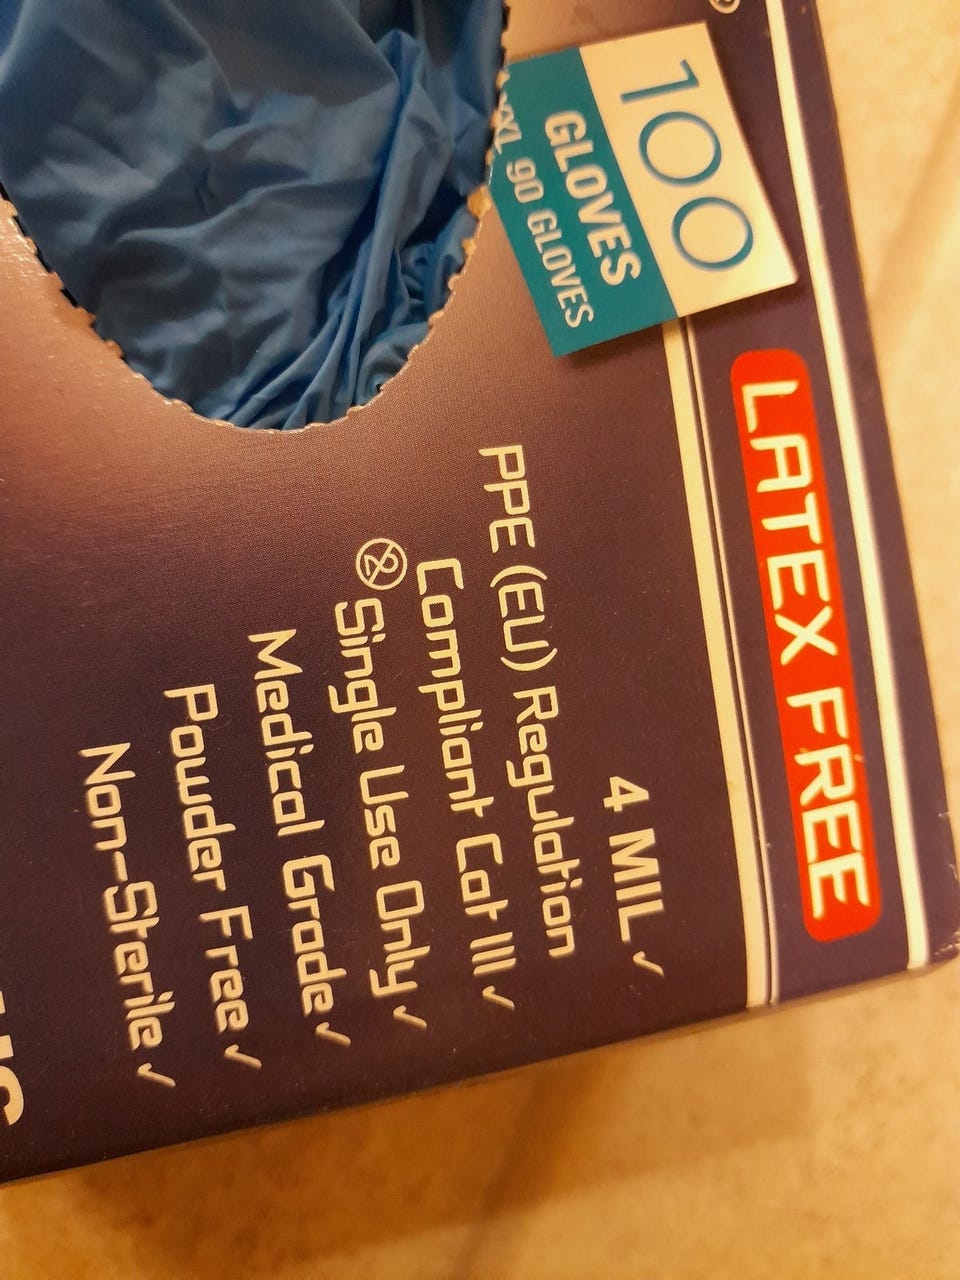 100
GLOVES
XXL 90 GLOVES
LATEX FREE
4 MIL ✓
PPE (EU) Regulation
Compliant Cat III ✓
Single Use Only ✓
Medical Grade ✓
Powder Free ✓
Non-Sterile ✓